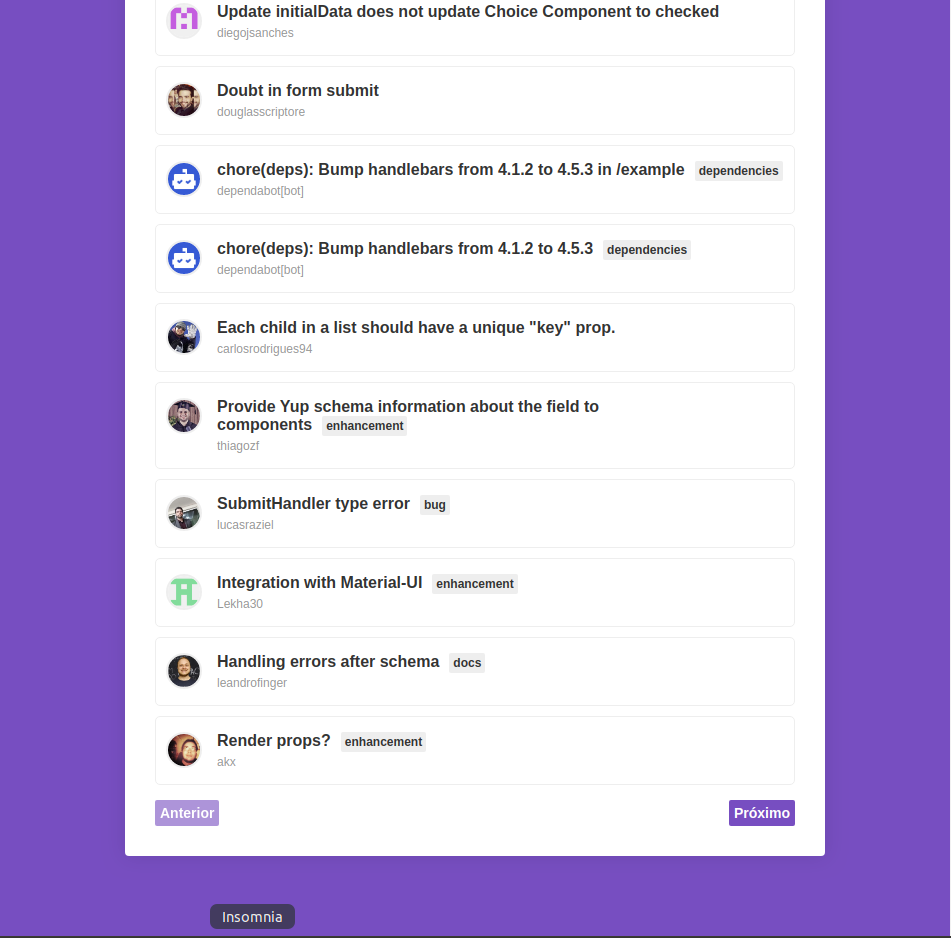 Update initialData does not update Choice Component to checked
diegojsanches
Doubt in form submit
douglasscriptore
chore(deps): Bump handlebars from 4.1.2 to 4.5.3 in /example dependencies
dependabot[bot]
chore(deps): Bump handlebars from 4.1.2 to 4.5.3 dependencies
dependabot[bot]
Each child in a list should have a unique "key" prop.
carlosrodrigues94
Provide Yup schema information about the field to
components enhancement
thiagozf
SubmitHandler type error bug
lucasraziel
Integration with Material-UI enhancement
Lekha30
Handling errors after schema docs
leandrofinger
Render props? enhancement
akx
Anterior Próximo
Insomnia